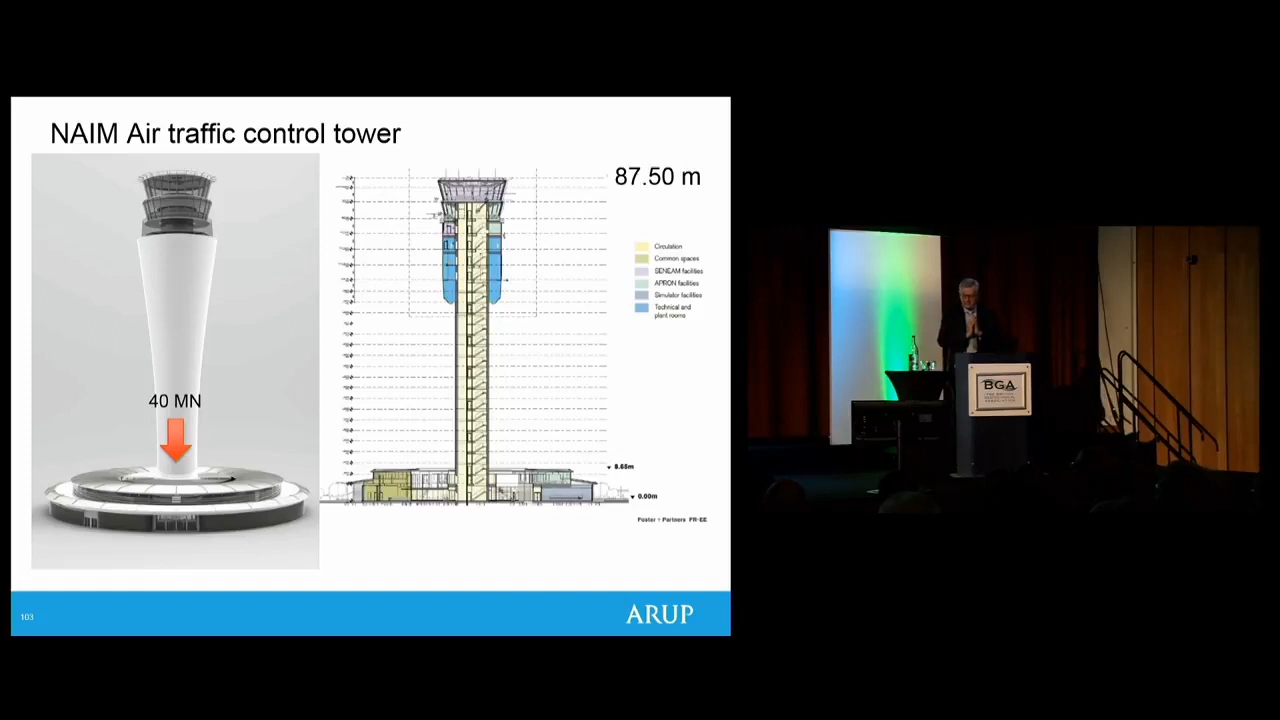 NAIM Air traffic control tower
87.50 m
Circulation
Common spaces
SENEAM facilities
APRON facilities
Simulator facilities
Technical and
plant rooms
40 MN
8.65m
0.00m
Foster + Partners FR-EE
103
ARUP
BGA